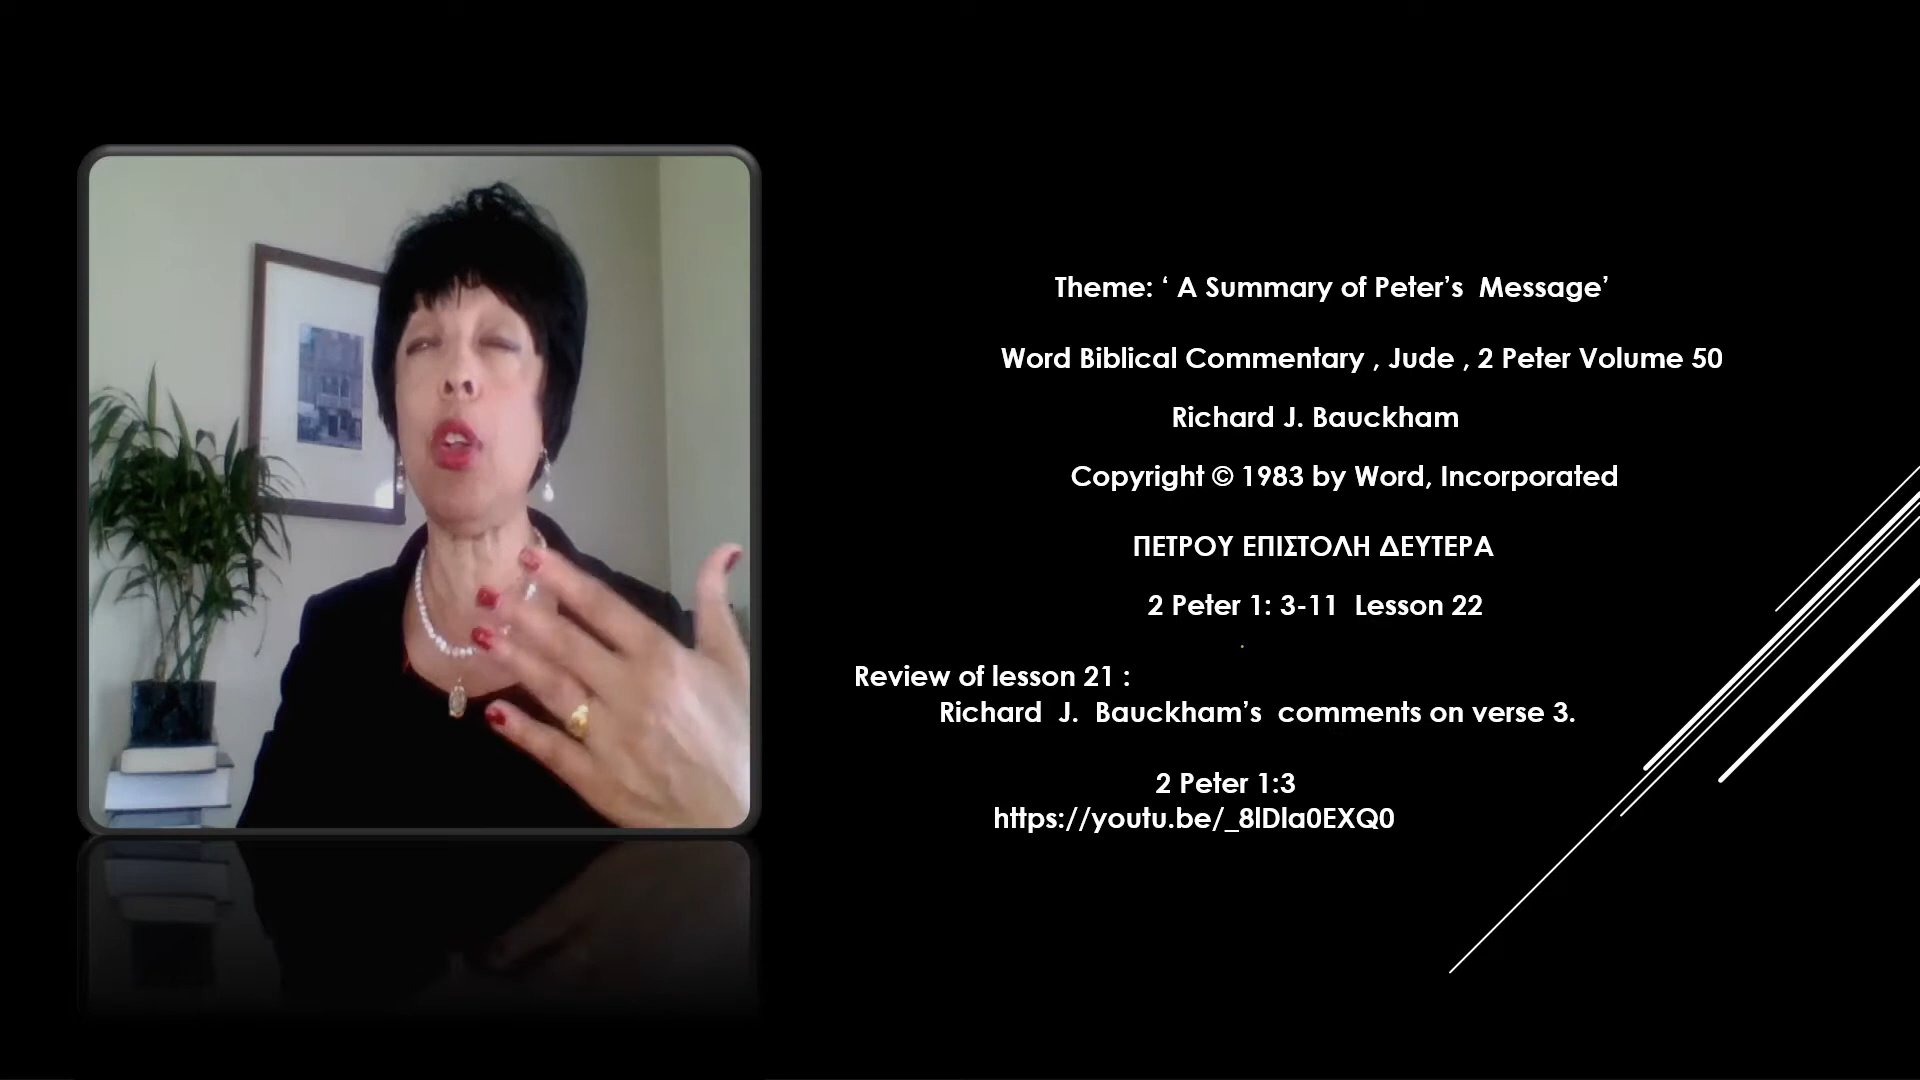 Theme: ‘ A Summary of Peter’s Message’
Word Biblical Commentary , Jude , 2 Peter Volume 50
Richard J. Bauckham
Copyright © 1983 by Word, Incorporated
ΠΕΤΡΟΥ ΕΠΙΣΤΟΛΗ ΔΕΥΤΕΡΑ
2 Peter 1: 3-11 Lesson 22
Review of lesson 21 :
Richard J. Bauckham’s comments on verse 3.
2 Peter 1:3
https://youtu.be/_8lDla0EXQ0